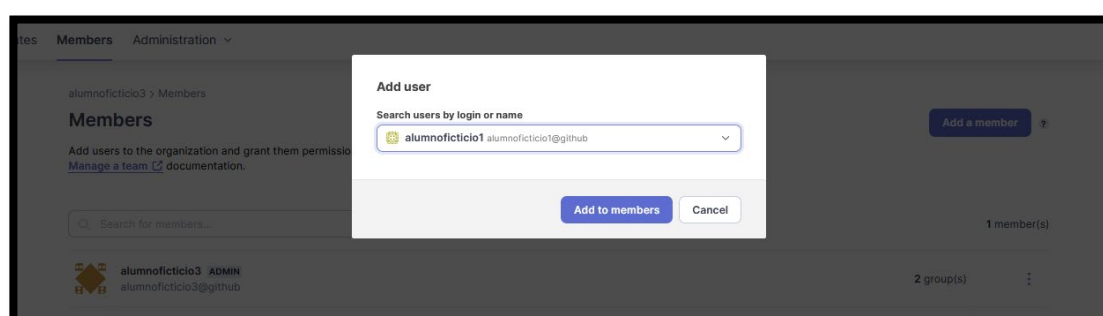 ites Members Administration
alumnoficticio3 > Members
Members
Add a member ?
Add users to the organization and grant them permissio
Manage a team documentation.
Search for members...
1 member(s)
alumnoficticio3 ADMIN
alumnoficticio3@github
2 group(s)
Add user
Search users by login or name
alumnoficticio1 alumnoficticio1@github
Add to members Cancel